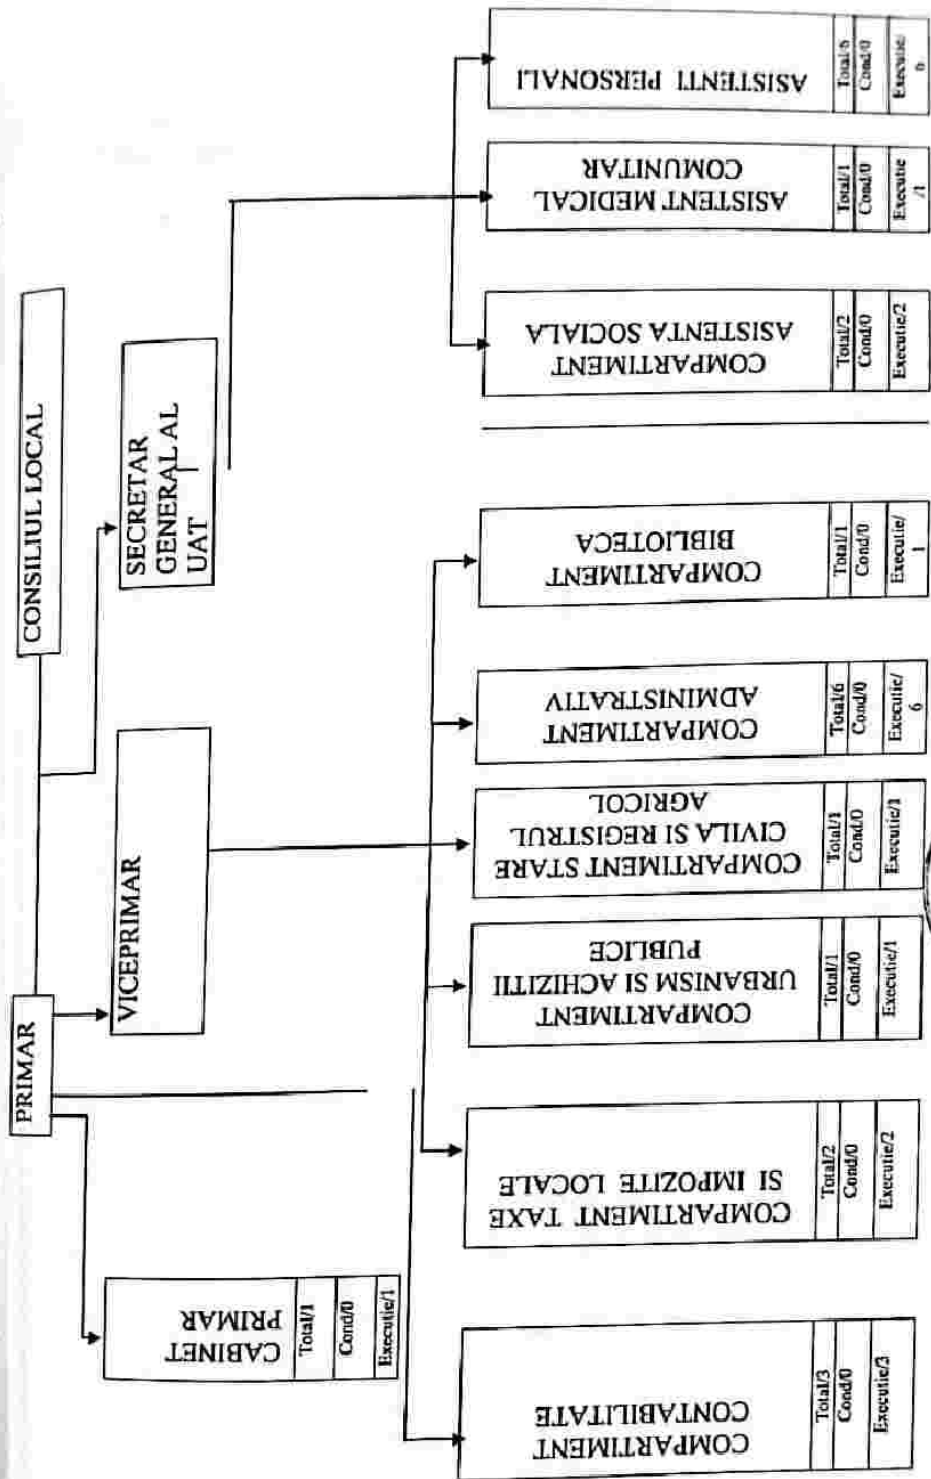 PRIMAR
CONSILIUL LOCAL
CABINET
PRIMAR
Total/1
Cond/0
Executie/1
VICEPRIMAR
SECRETAR
GENERAL AL
UAT
COMPARTIMENT
CONTABILITATE
Total/3
Cond/0
Executie/3
COMPARTIMENT TAXE
SI IMPOZITE LOCALE
Total/2
Cond/0
Executie/2
COMPARTIMENT
URBANISM SI ACHIZITII
PUBLICE
Total/1
Cond/0
Executie/1
COMPARTIMENT STARE
CIVILA SI REGISTRUL
AGRICOL
Total/1
Cond/0
Executie/1
COMPARTIMENT
ADMINISTRATIV
Total/6
Cond/0
Executie/
6
COMPARTIMENT
BIBLIOTECA
Total/1
Cond/0
Executie/
1
COMPARTIMENT
ASISTENTA SOCIALA
Total/2
Cond/0
Executie/2
ASISTENT MEDICAL
COMUNITAR
Total/1
Cond/0
Executie
/1
ASISTENTI PERSONALI
Total/6
Cond/0
Executie/
6